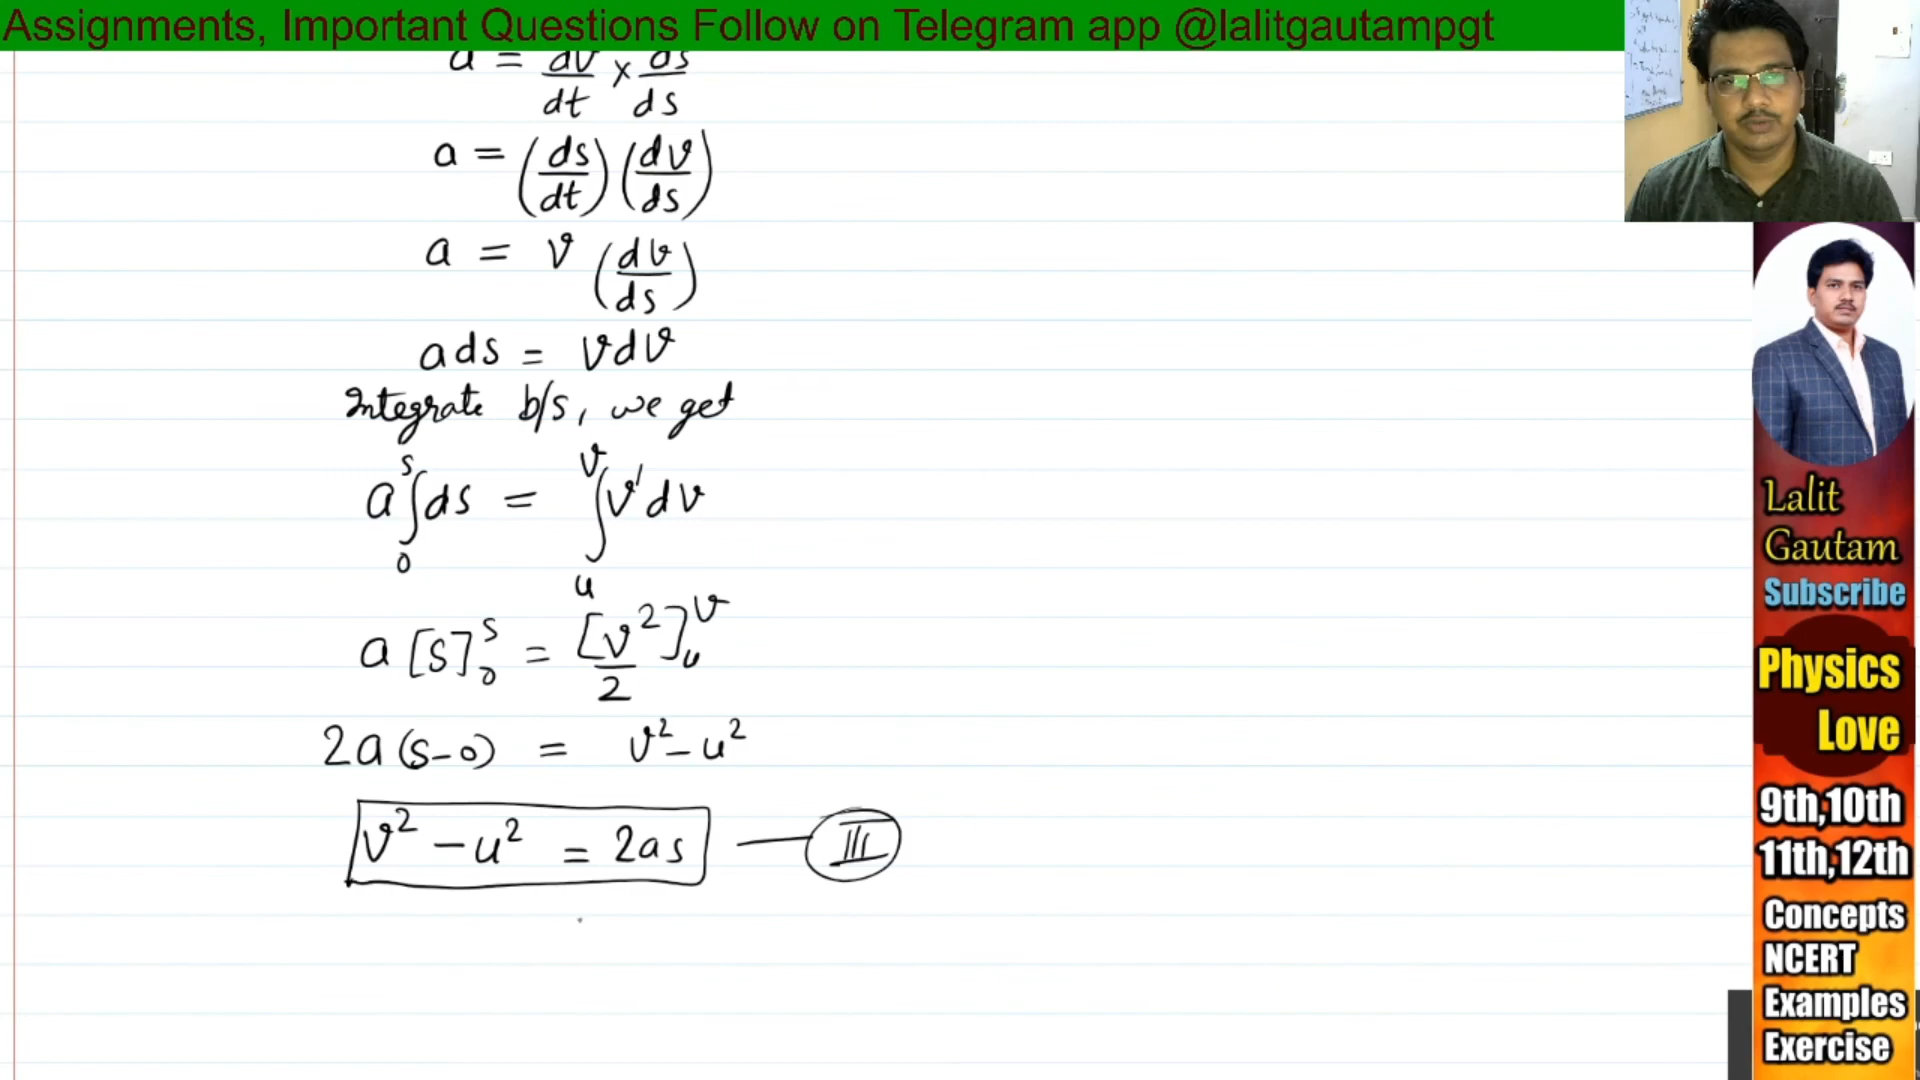 Assignments, Important Questions Follow on Telegram app @lalitgautampgt
a = dv/dt × ds/ds
a = (ds/dt) (dv/ds)
a = v (dv/ds)
ads = vdv
Integrate b/s, we get
a ∫₀ˢ ds = ∫ᵤᵛ v¹ dv
a [s]₀ˢ = [v²/2]ᵤᵛ
2a(s-0) = v² - u²
v² - u² = 2as — III
Lalit
Gautam
Subscribe
Physics
Love
9th,10th
11th,12th
Concepts
NCERT
Examples
Exercise